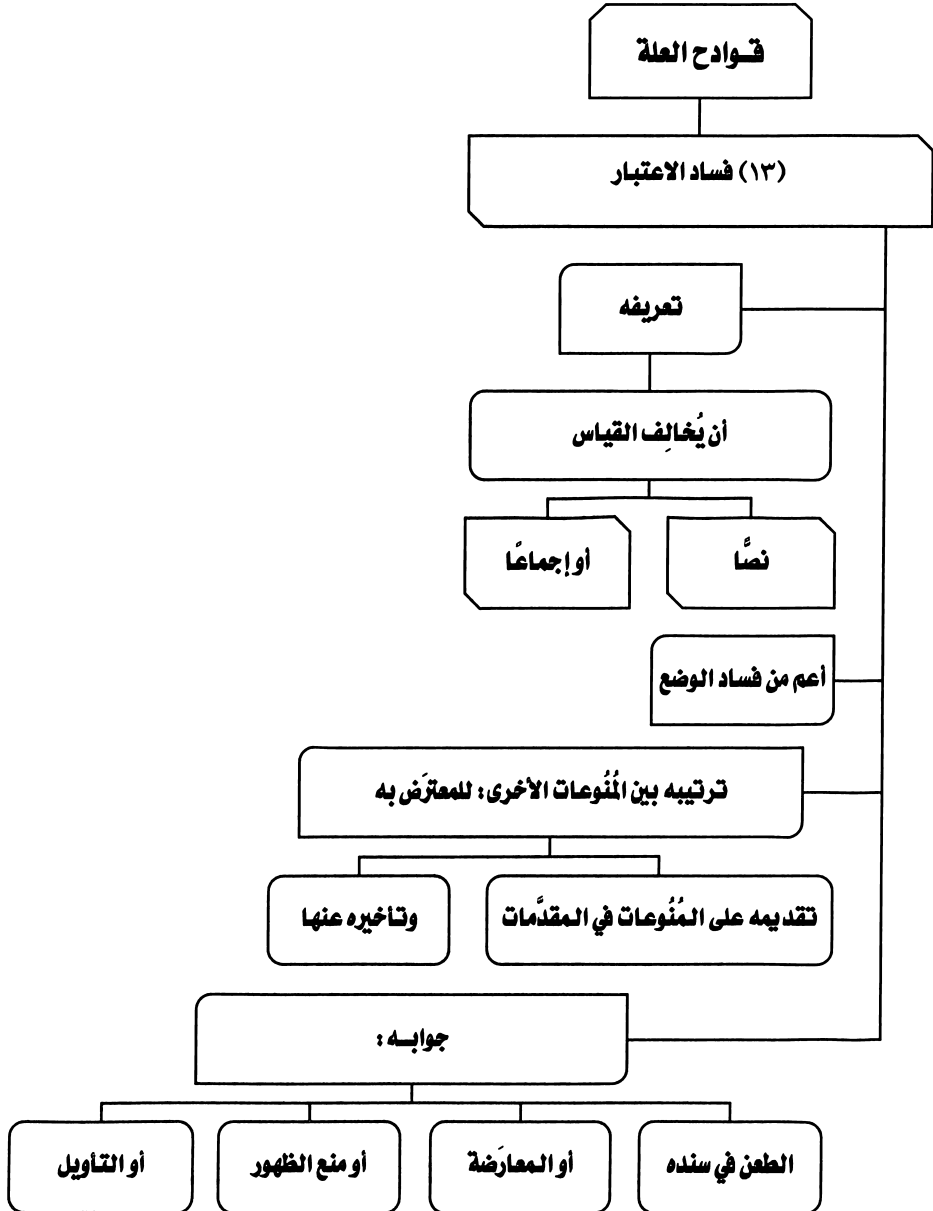 قـوادح العلة
(١٣) فساد الاعتبار
تعريفه
أن يُخالِف القياس
نصًّا
أو إجماعًا
أعم من فساد الوضع
ترتيبه بين المُنُوعات الأخرى: للمعترَض به
تقديمه على المُنُوعات في المقدَّمات
وتأخيره عنها
جوابـه :
الطعن في سنده
أو المعارَضة
أو منع الظهور
أو التأويل